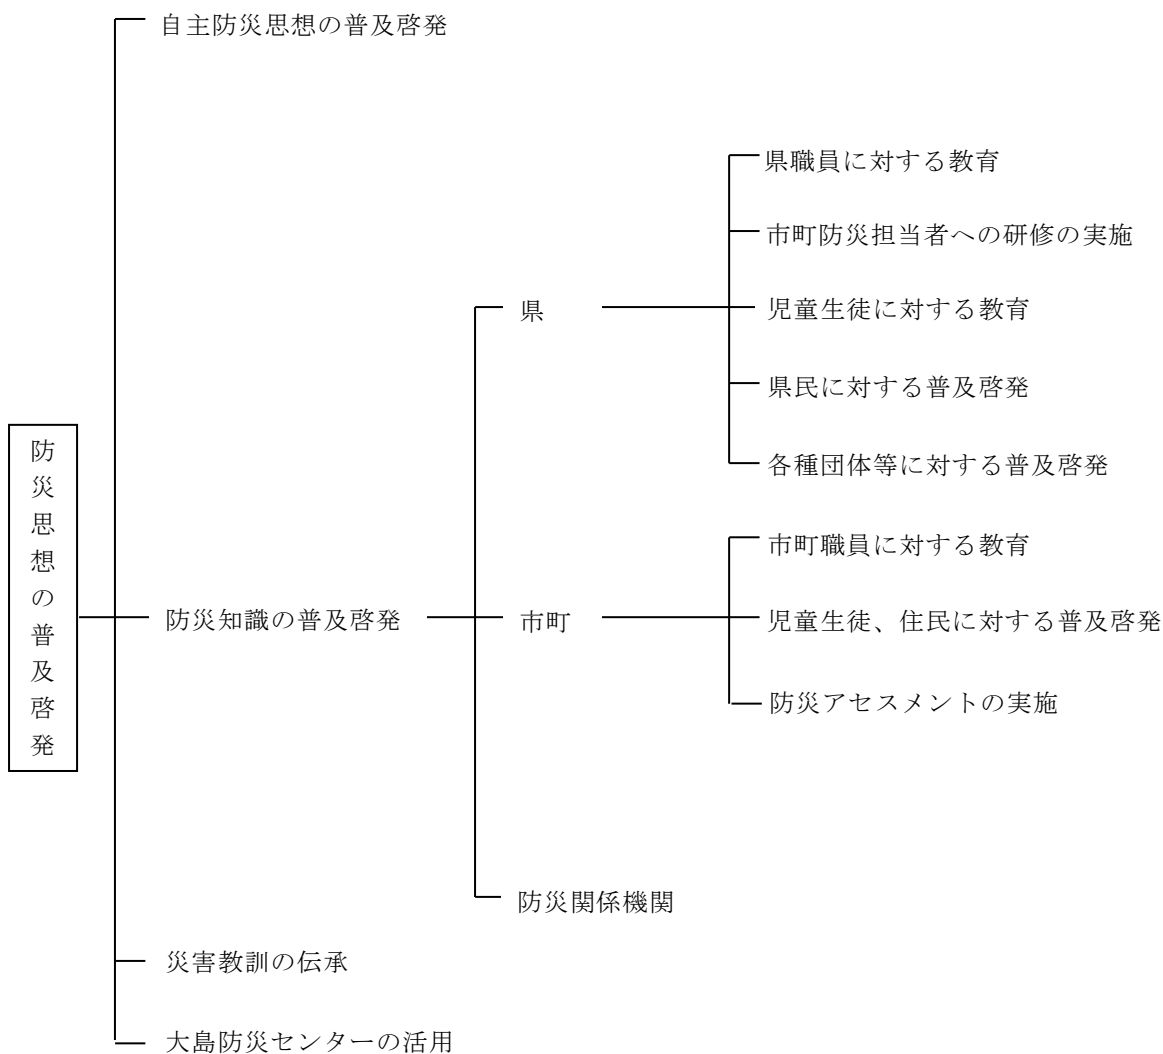 自主防災思想の普及啓発
県職員に対する教育
市町防災担当者への研修の実施
県
児童生徒に対する教育
県民に対する普及啓発
各種団体等に対する普及啓発
防災思想の普及啓発
市町職員に対する教育
防災知識の普及啓発
市町
児童生徒、住民に対する普及啓発
防災アセスメントの実施
防災関係機関
災害教訓の伝承
大島防災センターの活用